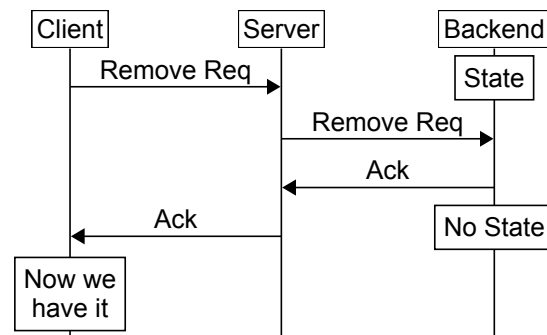 Client
Server
Backend
State
Remove Req
Remove Req
Ack
Ack
No State
Now we
have it